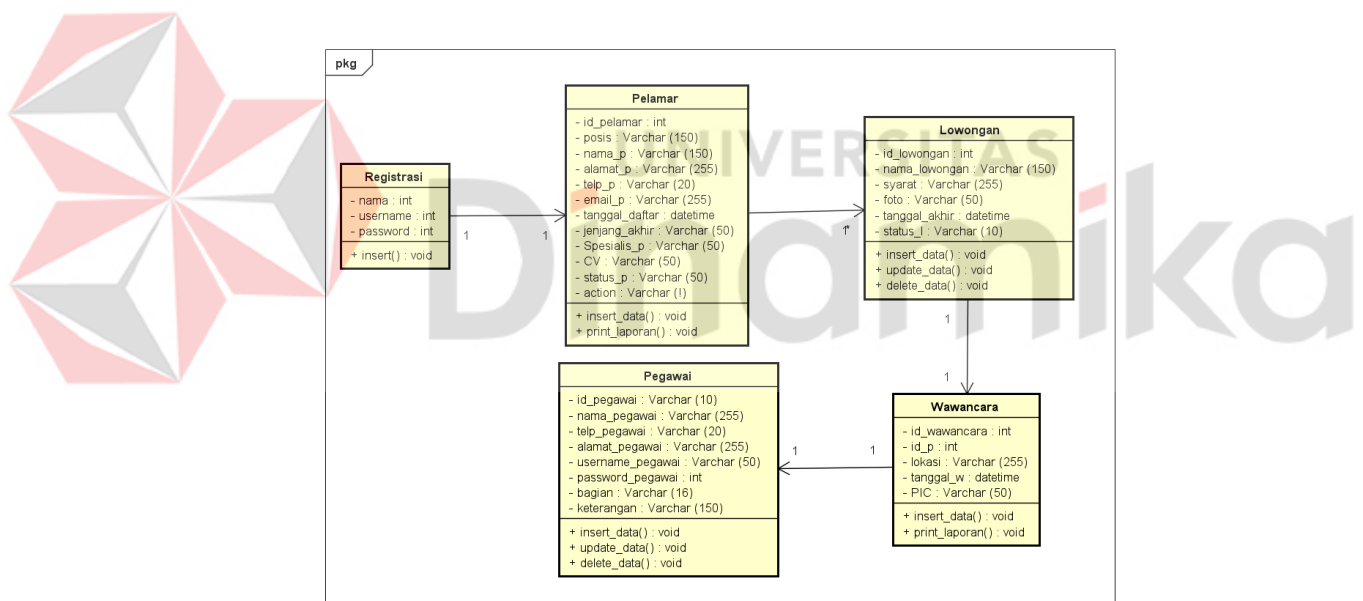 pkg
UNIVERSITAS
Dinamika
Registrasi
- nama : int
- username : int
- password : int
+ insert() : void
1
1
Pelamar
- id_pelamar : int
- posis : Varchar (150)
- nama_p : Varchar (150)
- alamat_p : Varchar (255)
- telp_p : Varchar (20)
- email_p : Varchar (255)
- tanggal_daftar : datetime
- jenjang_akhir : Varchar (50)
- Spesialis_p : Varchar (50)
- CV : Varchar (50)
- status_p : Varchar (50)
- action : Varchar (!)
+ insert_data() : void
+ print_laporan() : void
1*
Lowongan
- id_lowongan : int
- nama_lowongan : Varchar (150)
- syarat : Varchar (255)
- foto : Varchar (50)
- tanggal_akhir : datetime
- status_l : Varchar (10)
+ insert_data() : void
+ update_data() : void
+ delete_data() : void
1
1
Pegawai
- id_pegawai : Varchar (10)
- nama_pegawai : Varchar (255)
- telp_pegawai : Varchar (20)
- alamat_pegawai : Varchar (255)
- username_pegawai : Varchar (50)
- password_pegawai : int
- bagian : Varchar (16)
- keterangan : Varchar (150)
+ insert_data() : void
+ update_data() : void
+ delete_data() : void
1
1
Wawancara
- id_wawancara : int
- id_p : int
- lokasi : Varchar (255)
- tanggal_w : datetime
- PIC : Varchar (50)
+ insert_data() : void
+ print_laporan() : void